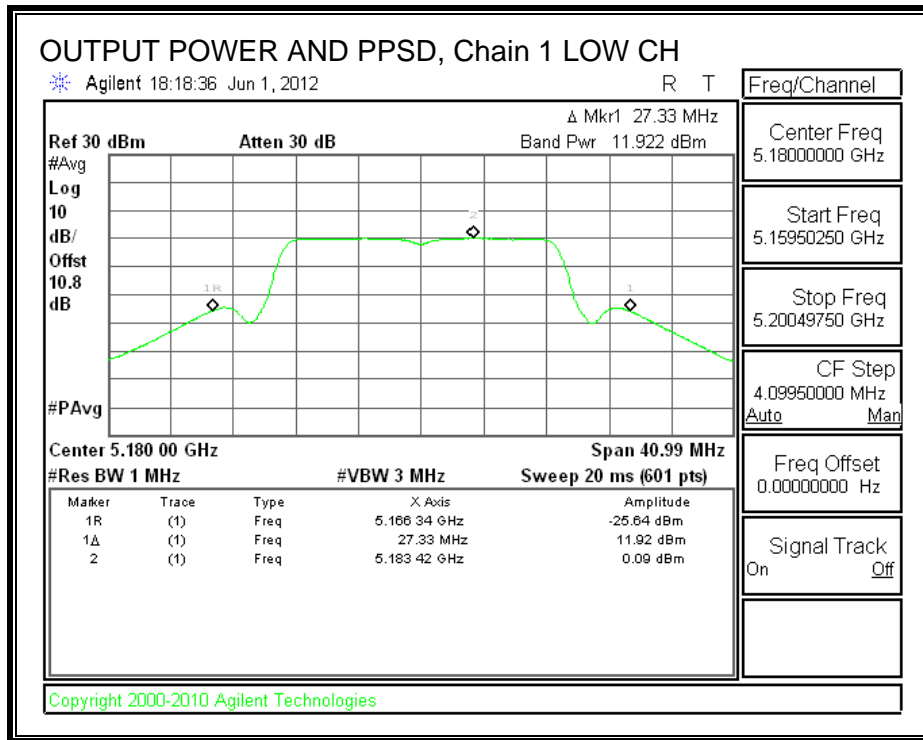 OUTPUT POWER AND PPSD, Chain 1 LOW CH
Agilent 18:18:36 Jun 1, 2012 R T
Δ Mkr1 27.33 MHz
Ref 30 dBm Atten 30 dB Band Pwr 11.922 dBm
#Avg
Log
10
dB/
Offst
10.8
dB
#PAvg
1R
2
1
Center 5.180 00 GHz Span 40.99 MHz
#Res BW 1 MHz #VBW 3 MHz Sweep 20 ms (601 pts)
Marker Trace Type X Axis Amplitude
1R (1) Freq 5.166 34 GHz -25.64 dBm
1Δ (1) Freq 27.33 MHz 11.92 dBm
2 (1) Freq 5.183 42 GHz 0.09 dBm
Freq/Channel
Center Freq
5.18000000 GHz
Start Freq
5.15950250 GHz
Stop Freq
5.20049750 GHz
CF Step
4.09950000 MHz
Auto Man
Freq Offset
0.00000000 Hz
Signal Track
On Off
Copyright 2000-2010 Agilent Technologies